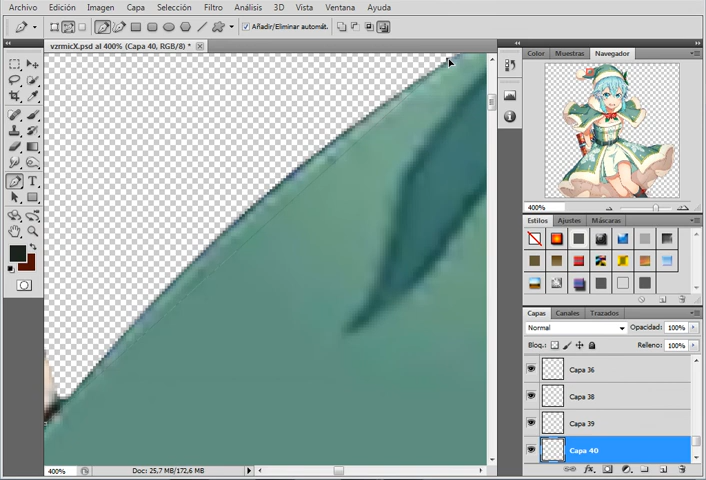 Archivo Edición Imagen Capa Selección Filtro Análisis 3D Vista Ventana Ayuda
Añadir/Eliminar automát.
vzrmicX.psd al 400% (Capa 40, RGB/8) *
Color Muestras Navegador
400%
Estilos Ajustes Máscaras
Capas Canales Trazados
Normal Opacidad: 100%
Bloq.: Relleno: 100%
Capa 36
Capa 38
Capa 39
Capa 40
400% Doc: 25,7 MB/172,6 MB